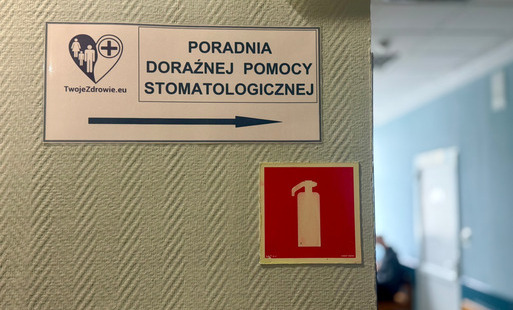 PORADNIA
DORAŹNEJ POMOCY
STOMATOLOGICZNEJ
TwojeZdrowie.eu